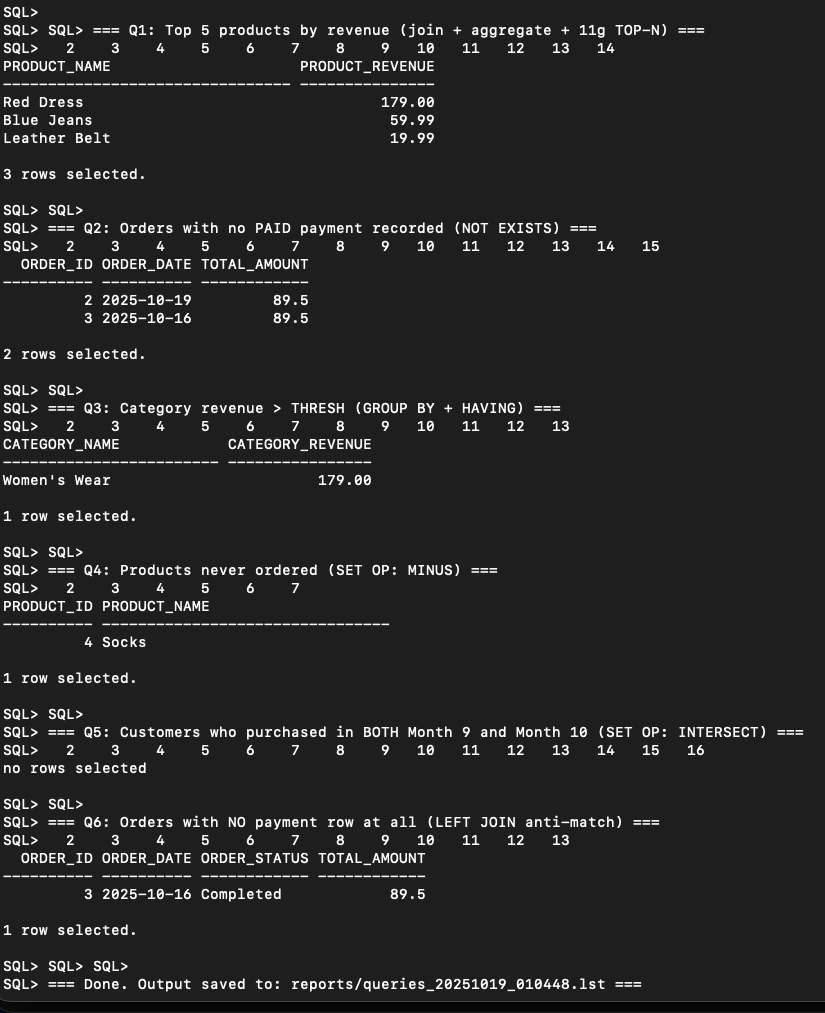 SQL>
SQL> SQL> === Q1: Top 5 products by revenue (join + aggregate + 11g TOP-N) ===
SQL>   2    3    4    5    6    7    8    9   10   11   12   13   14
PRODUCT_NAME                     PRODUCT_REVENUE
-------------------------------- ---------------
Red Dress                                 179.00
Blue Jeans                                 59.99
Leather Belt                               19.99

3 rows selected.

SQL> SQL>
SQL> === Q2: Orders with no PAID payment recorded (NOT EXISTS) ===
SQL>   2    3    4    5    6    7    8    9   10   11   12   13   14   15
  ORDER_ID ORDER_DATE TOTAL_AMOUNT
---------- ---------- ------------
         2 2025-10-19         89.5
         3 2025-10-16         89.5

2 rows selected.

SQL> SQL>
SQL> === Q3: Category revenue > THRESH (GROUP BY + HAVING) ===
SQL>   2    3    4    5    6    7    8    9   10   11   12   13
CATEGORY_NAME            CATEGORY_REVENUE
------------------------ ----------------
Women's Wear                       179.00

1 row selected.

SQL> SQL>
SQL> === Q4: Products never ordered (SET OP: MINUS) ===
SQL>   2    3    4    5    6    7
PRODUCT_ID PRODUCT_NAME
---------- --------------------------------
         4 Socks

1 row selected.

SQL> SQL>
SQL> === Q5: Customers who purchased in BOTH Month 9 and Month 10 (SET OP: INTERSECT) ===
SQL>   2    3    4    5    6    7    8    9   10   11   12   13   14   15   16
no rows selected

SQL> SQL>
SQL> === Q6: Orders with NO payment row at all (LEFT JOIN anti-match) ===
SQL>   2    3    4    5    6    7    8    9   10   11   12   13
  ORDER_ID ORDER_DATE ORDER_STATUS TOTAL_AMOUNT
---------- ---------- ------------ ------------
         3 2025-10-16 Completed            89.5

1 row selected.

SQL> SQL> SQL>
SQL> === Done. Output saved to: reports/queries_20251019_010448.lst ===